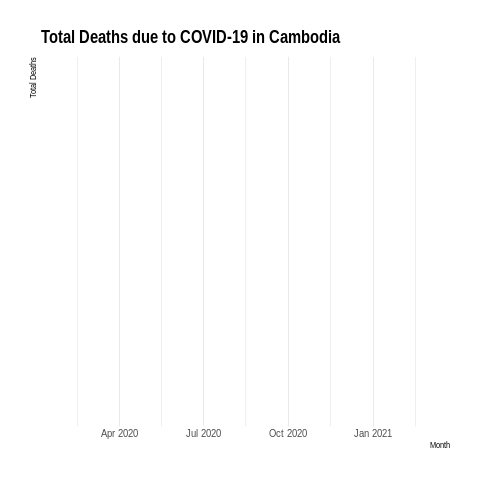 Total Deaths due to COVID-19 in Cambodia
Total Deaths
Apr 2020
Jul 2020
Oct 2020
Jan 2021
Month